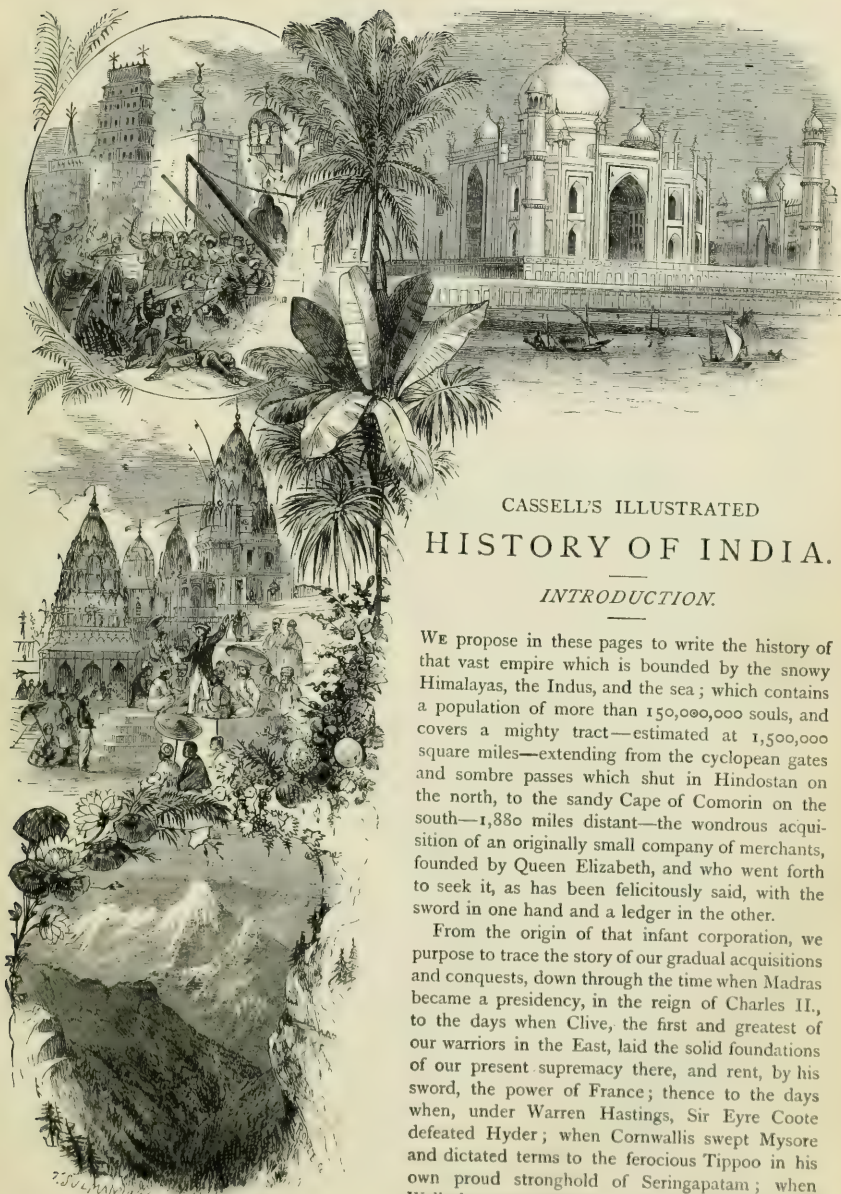 CASSELL'S ILLUSTRATED
HISTORY OF INDIA.
INTRODUCTION.
WE propose in these pages to write the history of
that vast empire which is bounded by the snowy
Himalayas, the Indus, and the sea; which contains
a population of more than 150,000,000 souls, and
covers a mighty tract—estimated at 1,500,000
square miles—extending from the cyclopean gates
and sombre passes which shut in Hindostan on
the north, to the sandy Cape of Comorin on the
south—1,880 miles distant—the wondrous acqui-
sition of an originally small company of merchants,
founded by Queen Elizabeth, and who went forth
to seek it, as has been felicitously said, with the
sword in one hand and a ledger in the other.
From the origin of that infant corporation, we
purpose to trace the story of our gradual acquisitions
and conquests, down through the time when Madras
became a presidency, in the reign of Charles II.,
to the days when Clive, the first and greatest of
our warriors in the East, laid the solid foundations
of our present supremacy there, and rent, by his
sword, the power of France; thence to the days
when, under Warren Hastings, Sir Eyre Coote
defeated Hyder; when Cornwallis swept Mysore
and dictated terms to the ferocious Tippoo in his
own proud stronghold of Seringapatam; when